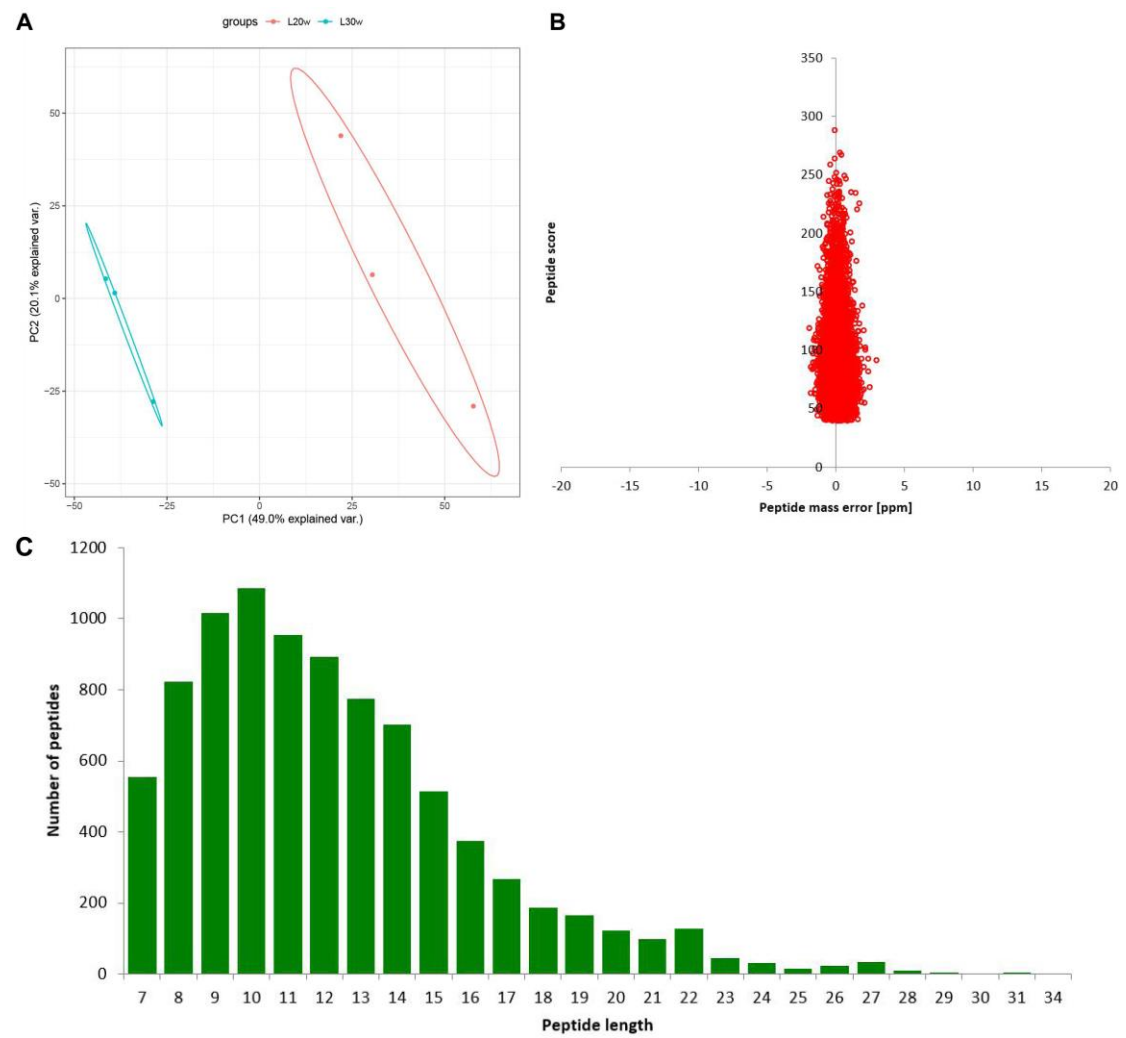 A
groups L20w L30w
50
25
0
−25
−50
PC2 (20.1% explained var.)
−50 −25 0 25 50
PC1 (49.0% explained var.)
B
350
300
250
200
150
100
50
0
Peptide score
-20 -15 -10 -5 0 5 10 15 20
Peptide mass error [ppm]
C
1200
1000
800
600
400
200
0
Number of peptides
7 8 9 10 11 12 13 14 15 16 17 18 19 20 21 22 23 24 25 26 27 28 29 30 31 34
Peptide length